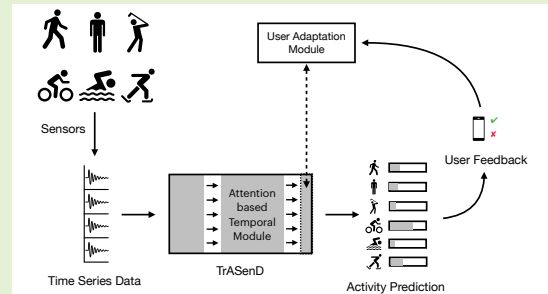 User Adaptation
Module
Sensors
User Feedback
Attention
based
Temporal
Module
Time Series Data
TrASenD
Activity Prediction